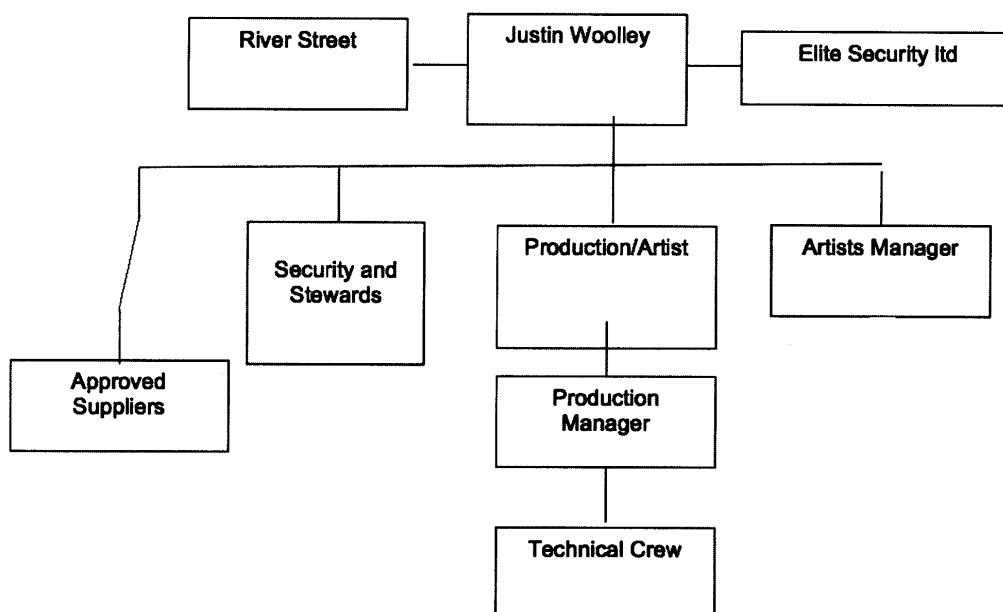 River Street
Justin Woolley
Elite Security ltd
Security and
Stewards
Production/Artist
Artists Manager
Approved
Suppliers
Production
Manager
Technical Crew